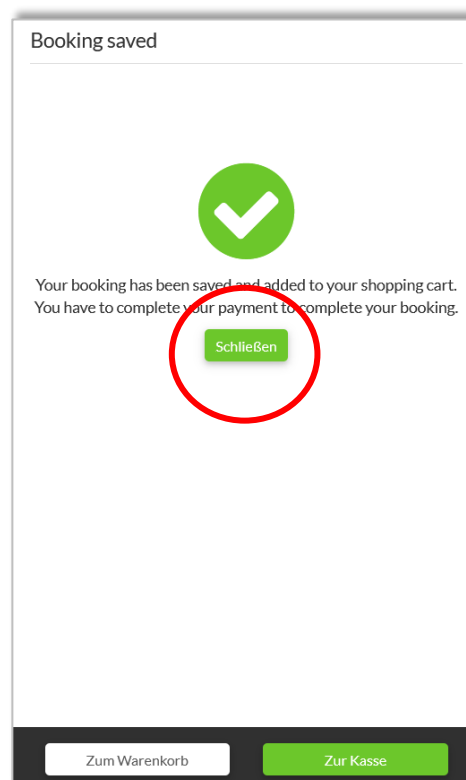 Booking saved
Your booking has been saved and added to your shopping cart.
You have to complete your payment to complete your booking.
Schließen
Zum Warenkorb
Zur Kasse